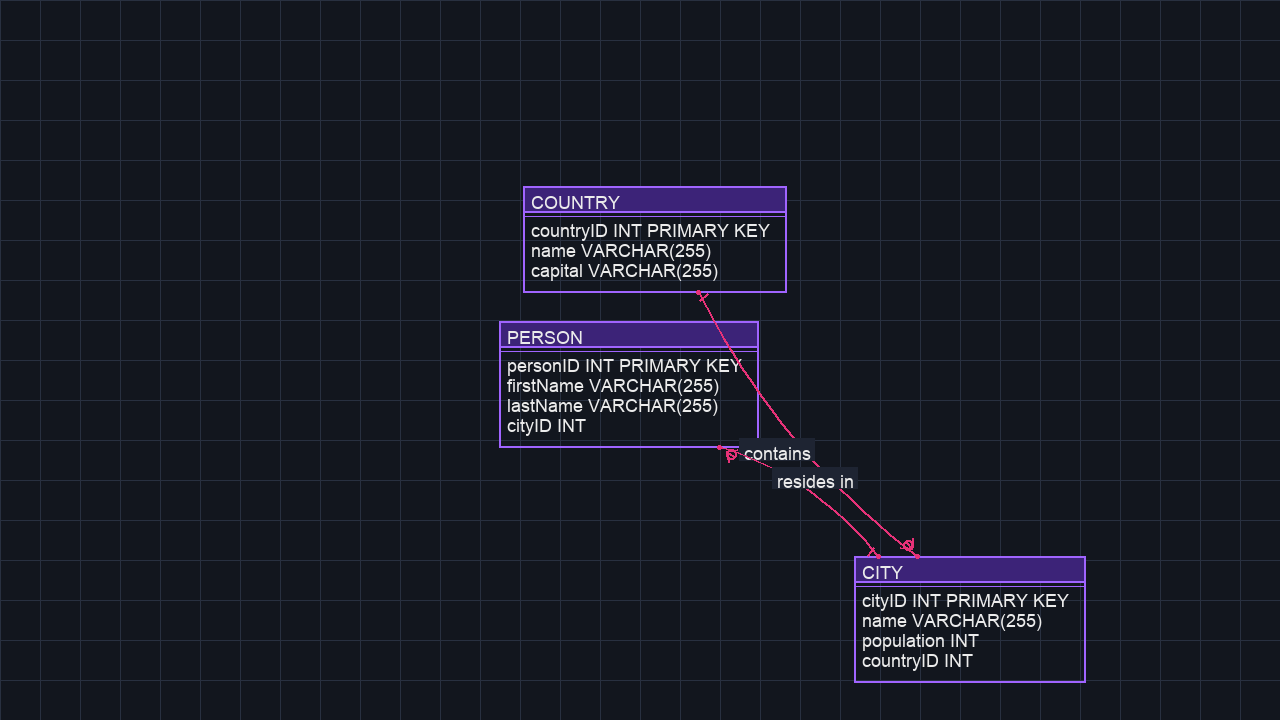 COUNTRY
countryID INT PRIMARY KEY
name VARCHAR(255)
capital VARCHAR(255)
PERSON
personID INT PRIMARY KEY
firstName VARCHAR(255)
lastName VARCHAR(255)
cityID INT
contains
resides in
CITY
cityID INT PRIMARY KEY
name VARCHAR(255)
population INT
countryID INT